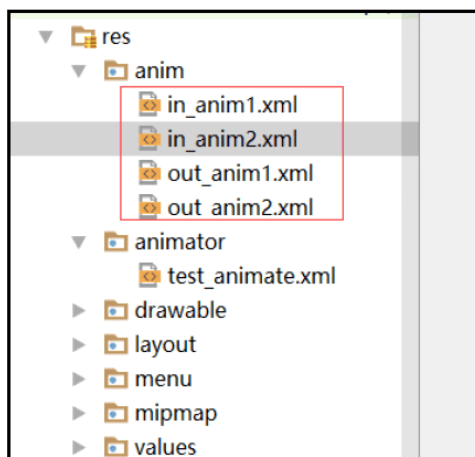 res
anim
in_anim1.xml
in_anim2.xml
out_anim1.xml
out_anim2.xml
animator
test_animate.xml
drawable
layout
menu
mipmap
values